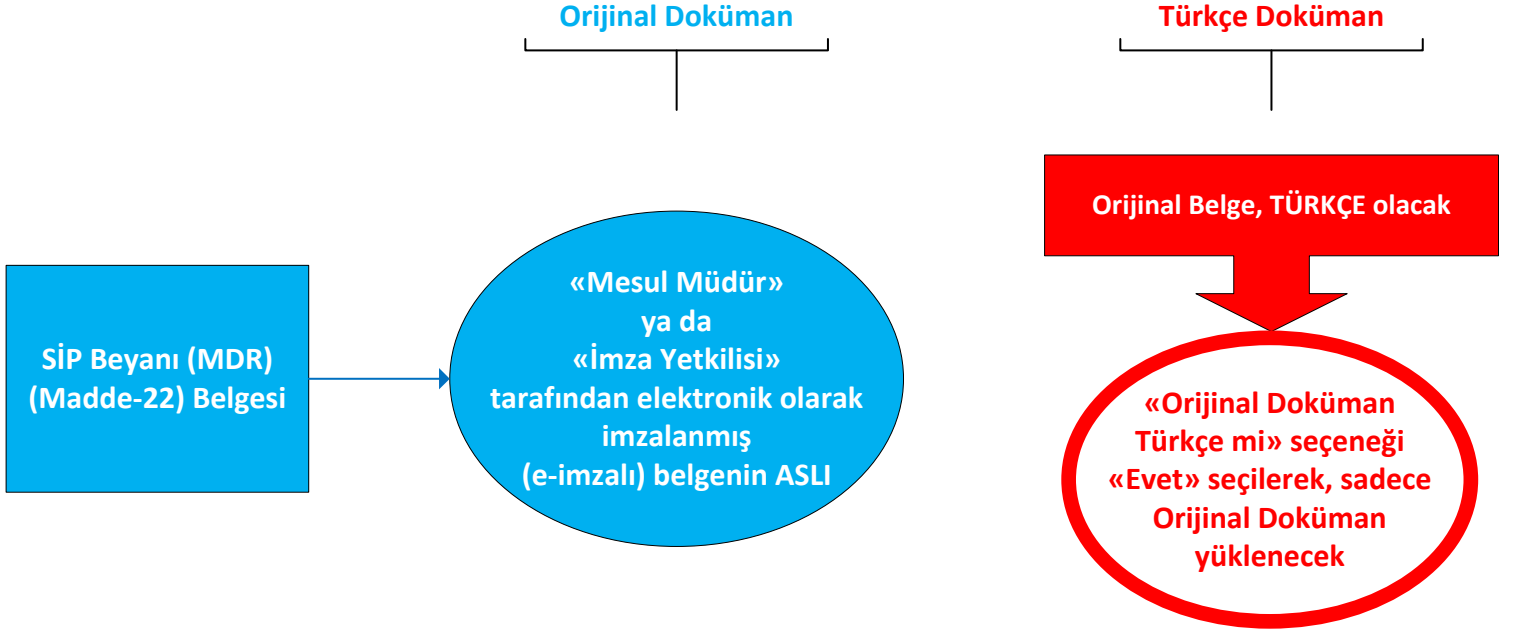 Orijinal Doküman
Türkçe Doküman
Orijinal Belge, TÜRKÇE olacak
SİP Beyanı (MDR)
(Madde-22) Belgesi
«Mesul Müdür»
ya da
«İmza Yetkilisi»
tarafından elektronik olarak
imzalanmış
(e-imzalı) belgenin ASLI
«Orijinal Doküman
Türkçe mi» seçeneği
«Evet» seçilerek, sadece
Orijinal Doküman
yüklenecek